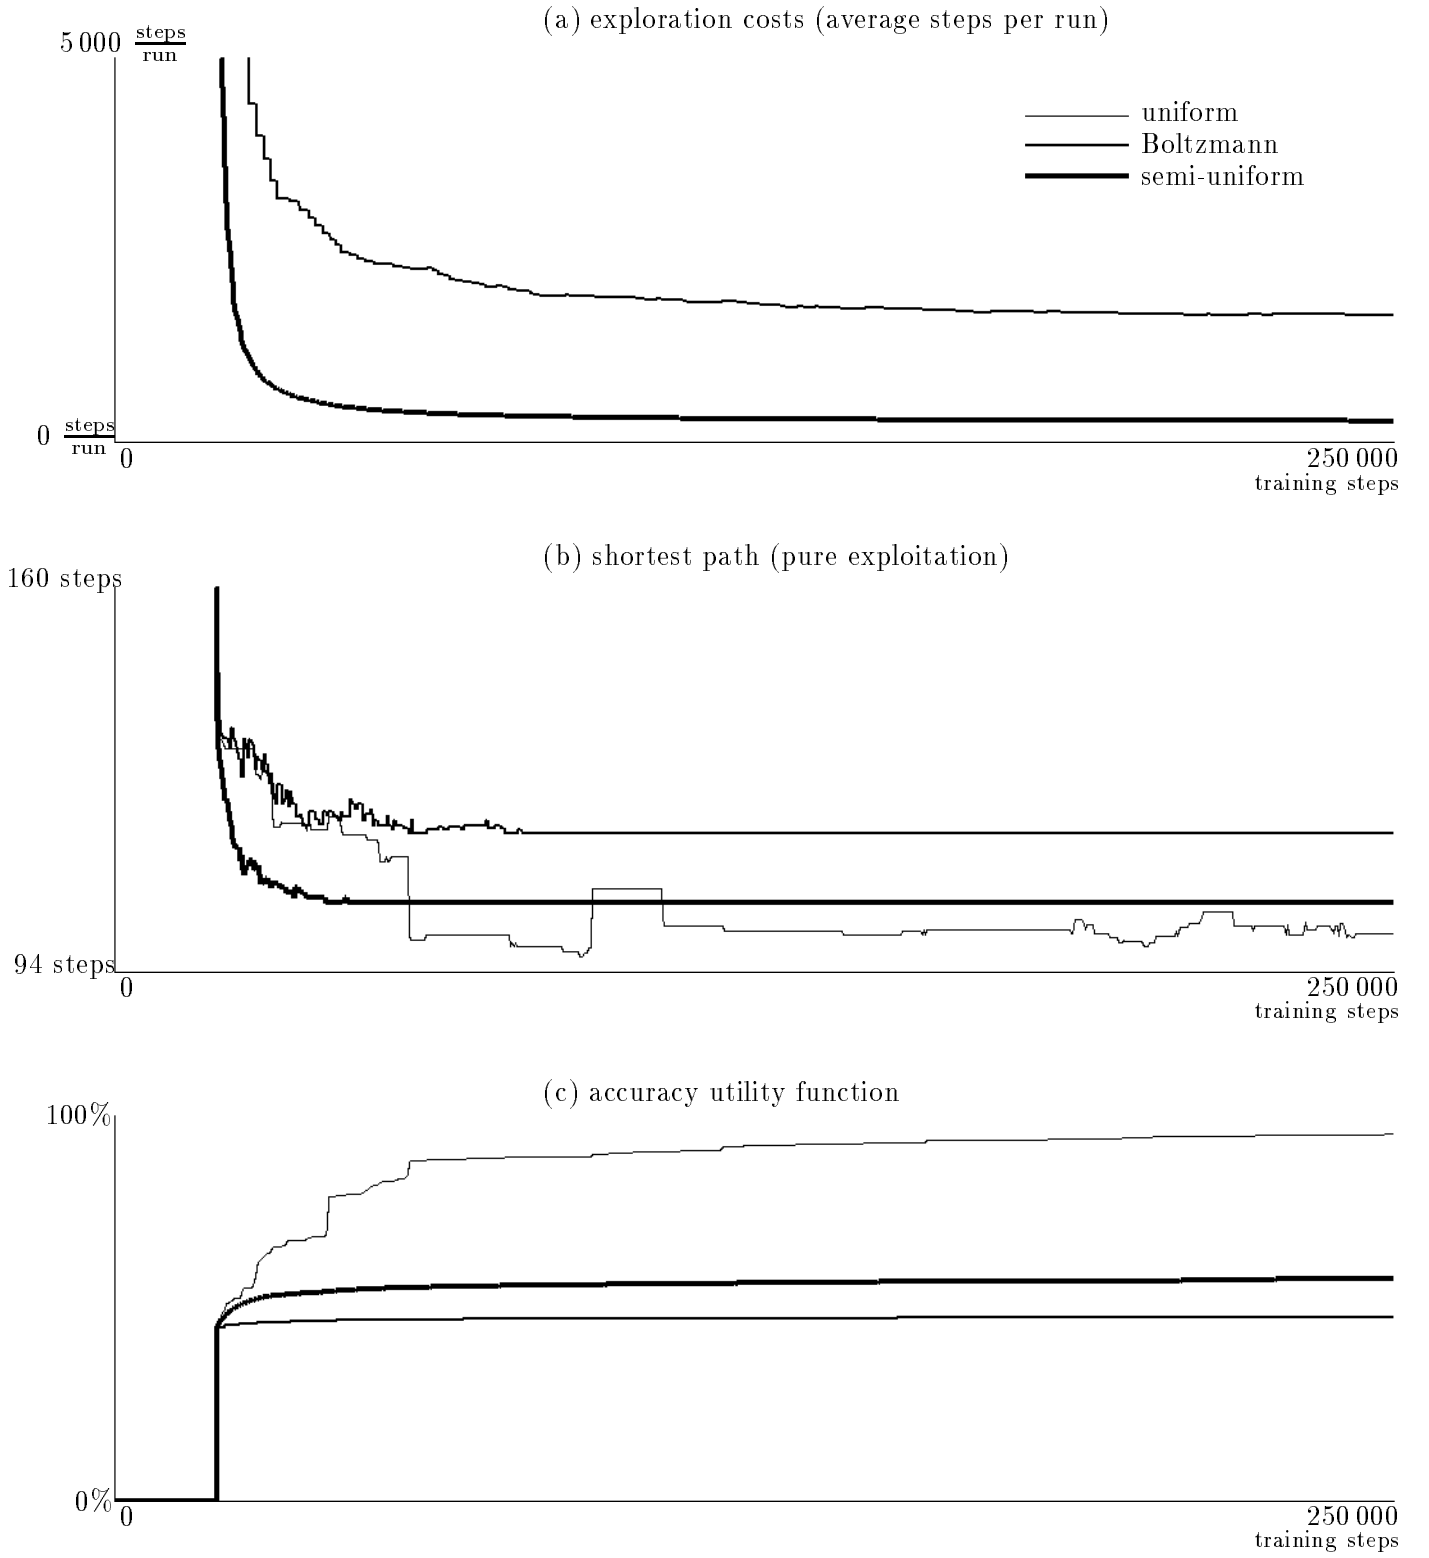 (a) exploration costs (average steps per run)
5 000 steps/run
uniform
Boltzmann
semi-uniform
0 steps/run
0
250 000
training steps
(b) shortest path (pure exploitation)
160 steps
94 steps
0
250 000
training steps
(c) accuracy utility function
100%
0%
0
250 000
training steps